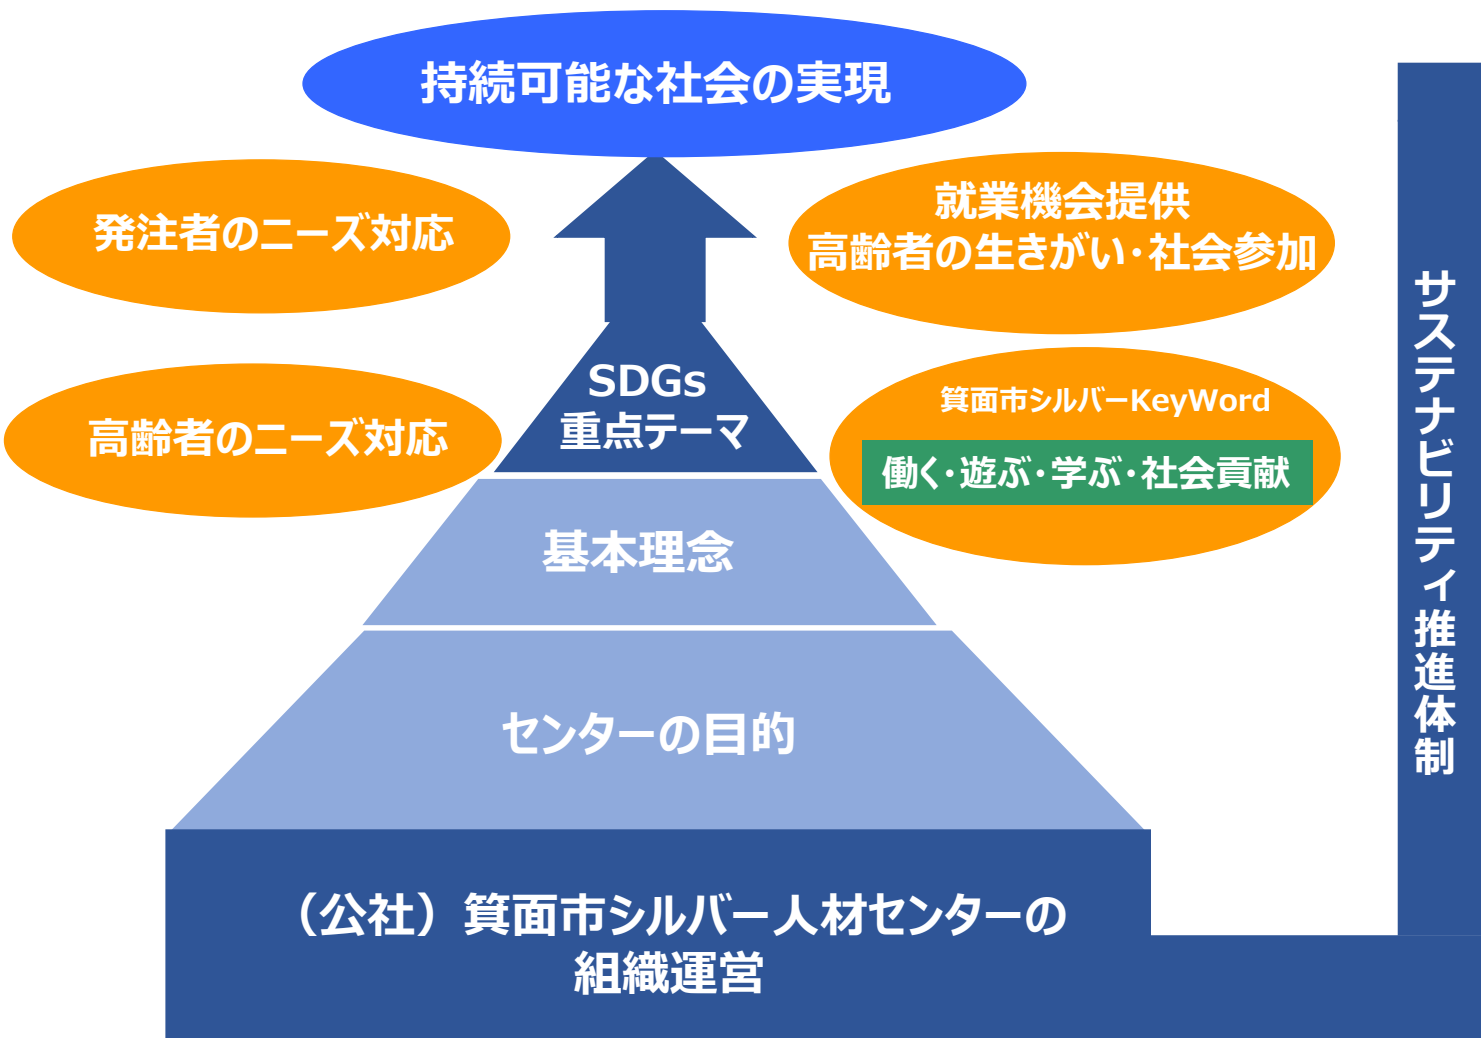 持続可能な社会の実現
発注者のニーズ対応
就業機会提供
高齢者の生きがい・社会参加
高齢者のニーズ対応
SDGs
重点テーマ
箕面市シルバーKeyWord
働く・遊ぶ・学ぶ・社会貢献
基本理念
センターの目的
（公社）箕面市シルバー人材センターの
組織運営
サステナビリティ推進体制